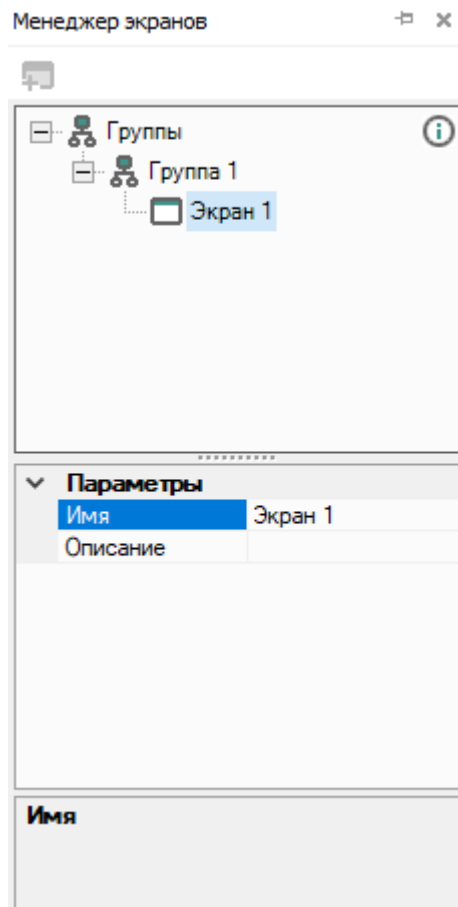 Менеджер экранов
Группы
Группа 1
Экран 1
Параметры
Имя Экран 1
Описание
Имя